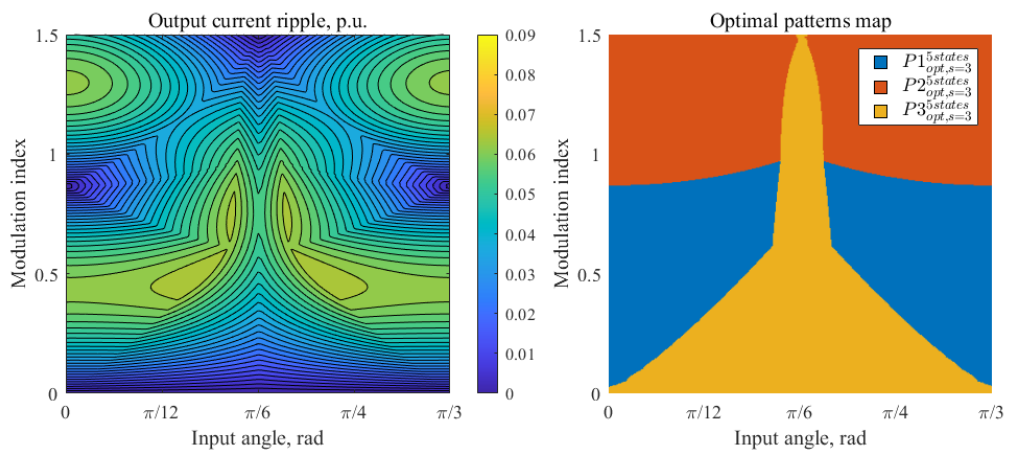 Output current ripple, p.u.
1.5
1
0.5
0
Modulation index
0
π/12
π/6
π/4
π/3
Input angle, rad
0.09
0.08
0.07
0.06
0.05
0.04
0.03
0.02
0.01
0
Optimal patterns map
1.5
1
0.5
0
Modulation index
P1^{5states}_{opt,s=3}
P2^{5states}_{opt,s=3}
P3^{5states}_{opt,s=3}
0
π/12
π/6
π/4
π/3
Input angle, rad